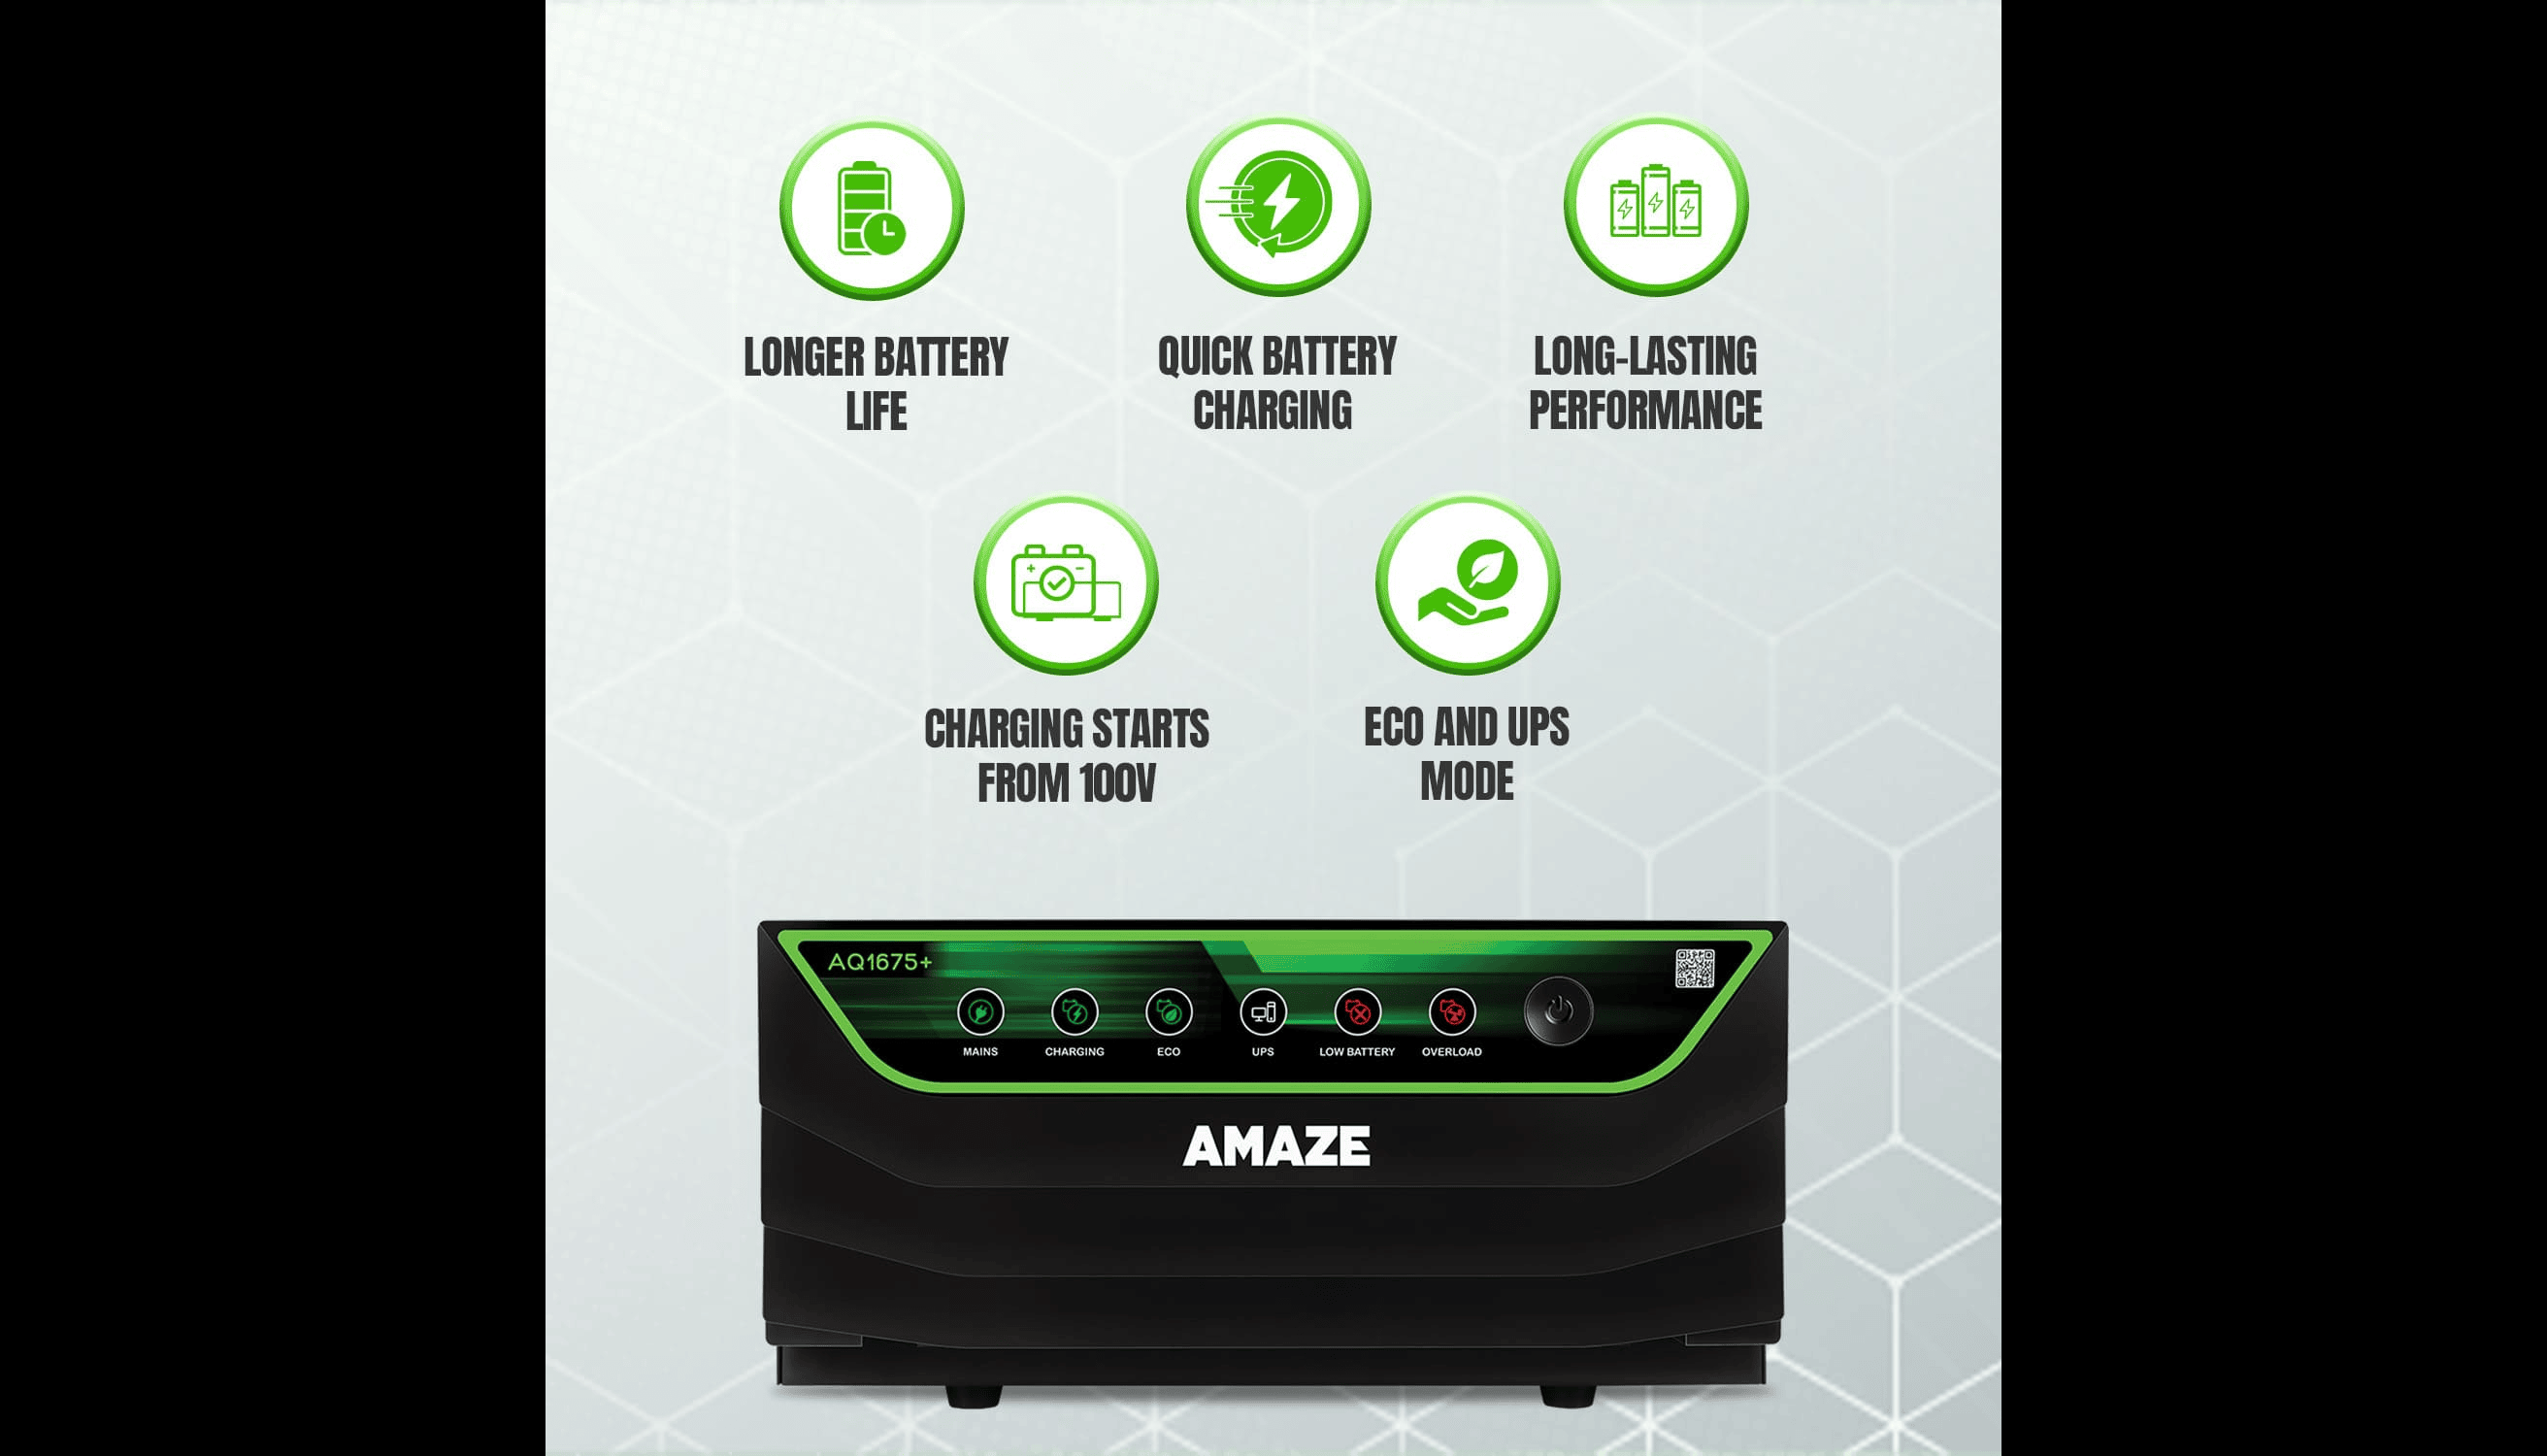 LONGER BATTERY
LIFE
QUICK BATTERY
CHARGING
LONG-LASTING
PERFORMANCE
CHARGING STARTS
FROM 100V
ECO AND UPS
MODE
AQ1675+
MAINS
CHARGING
ECO
UPS
LOW BATTERY
OVERLOAD
AMAZE